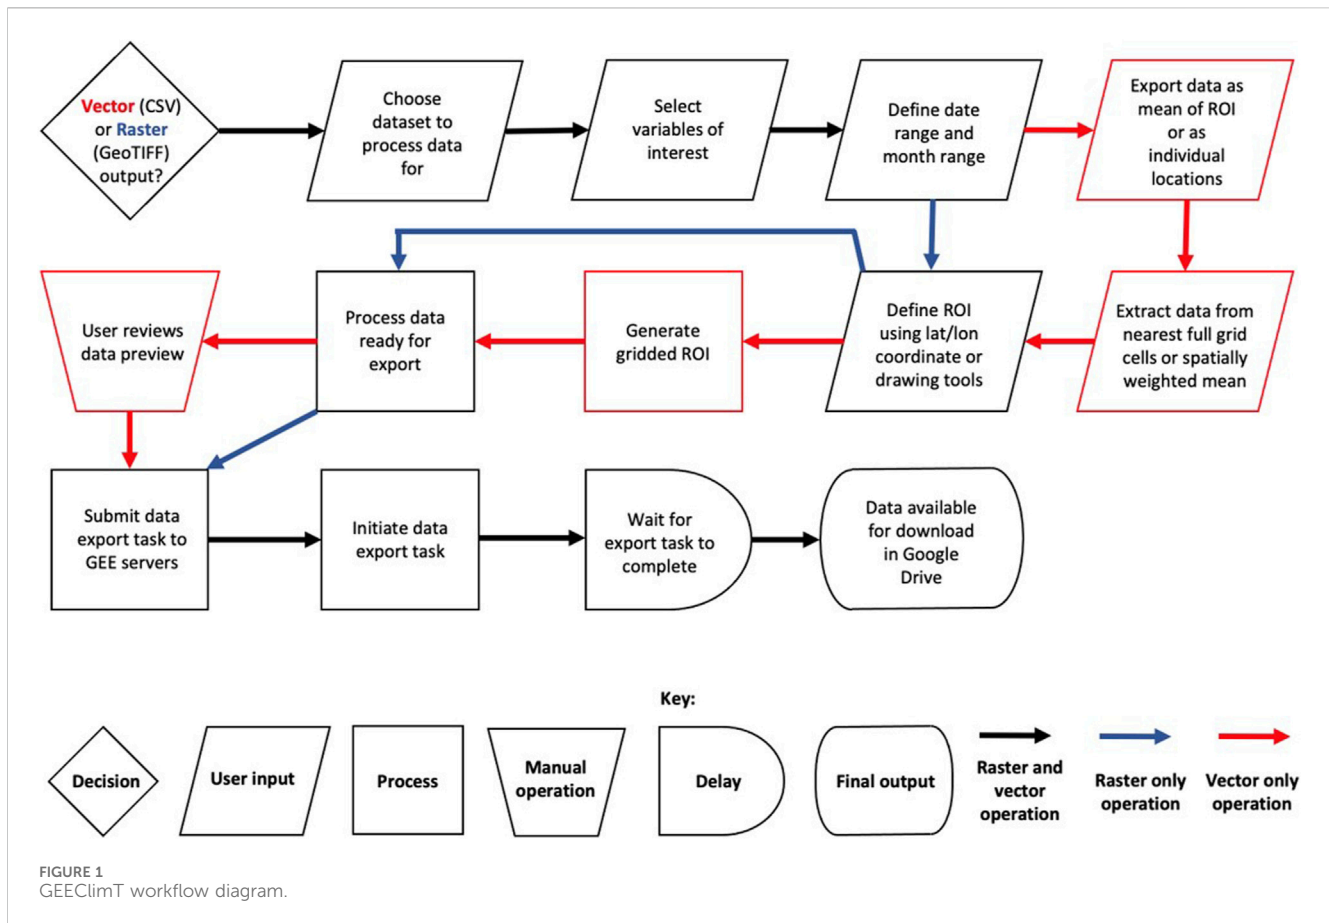 Vector (CSV)
or Raster
(GeoTIFF)
output?
Choose
dataset to
process data
for
Select
variables of
interest
Define date
range and
month range
Export data as
mean of ROI
or as
individual
locations
User reviews
data preview
Process data
ready for
export
Generate
gridded ROI
Define ROI
using lat/lon
coordinate or
drawing tools
Extract data from
nearest full grid
cells or spatially
weighted mean
Submit data
export task to
GEE servers
Initiate data
export task
Wait for
export task to
complete
Data available
for download
in Google
Drive
Key:
Decision
User input
Process
Manual
operation
Delay
Final output
Raster and
vector
operation
Raster only
operation
Vector only
operation
FIGURE 1
GEEClimT workflow diagram.